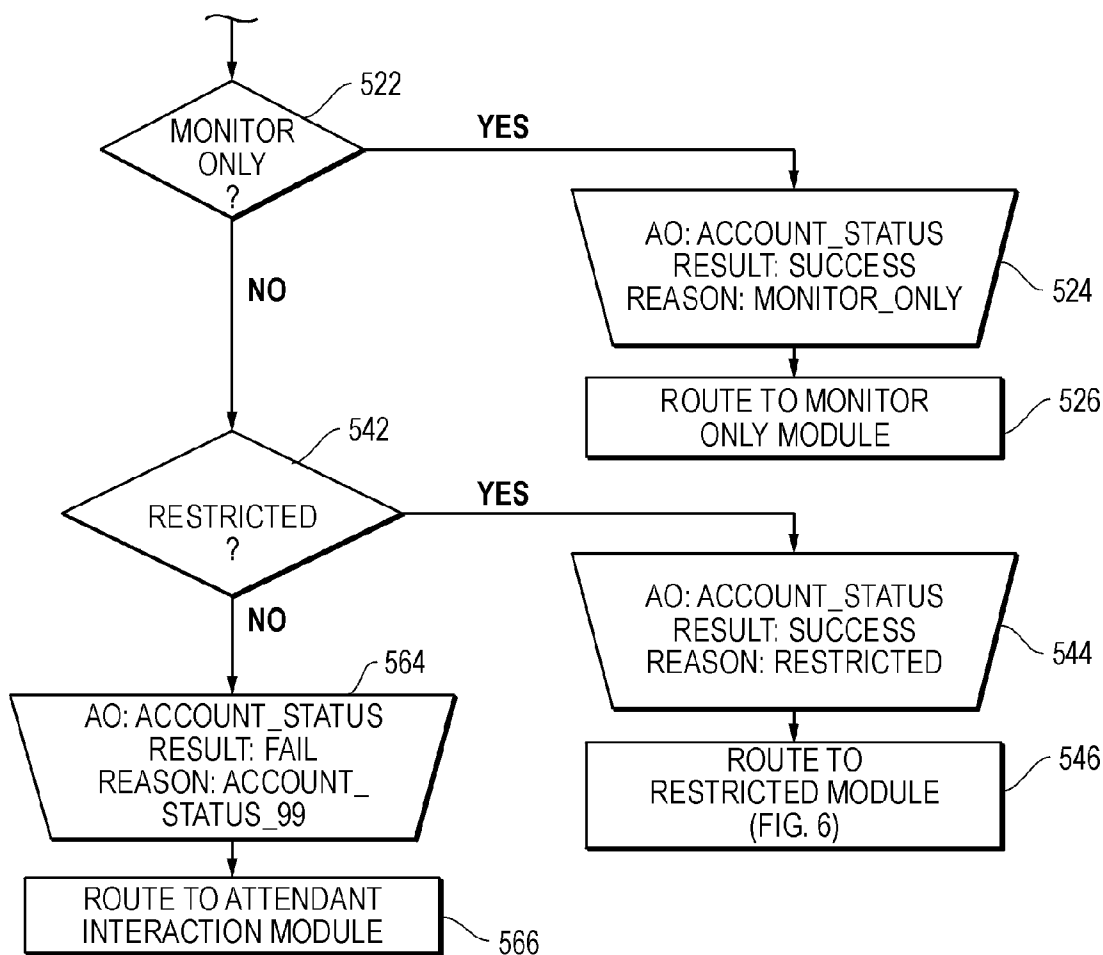 522
MONITOR
ONLY
?
YES
AO: ACCOUNT_STATUS
RESULT: SUCCESS
REASON: MONITOR_ONLY
524
ROUTE TO MONITOR
ONLY MODULE
526
NO
542
RESTRICTED
?
YES
AO: ACCOUNT_STATUS
RESULT: SUCCESS
REASON: RESTRICTED
544
ROUTE TO
RESTRICTED MODULE
(FIG. 6)
546
NO
564
AO: ACCOUNT_STATUS
RESULT: FAIL
REASON: ACCOUNT_
STATUS_99
ROUTE TO ATTENDANT
INTERACTION MODULE
566